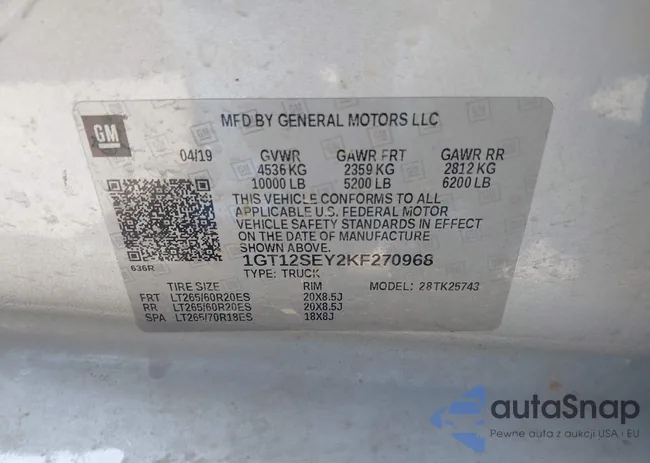 GM
MFD BY GENERAL MOTORS LLC
04/19 GVWR GAWR FRT GAWR RR
4536 KG 2359 KG 2812 KG
10000 LB 5200 LB 6200 LB
THIS VEHICLE CONFORMS TO ALL
APPLICABLE U.S. FEDERAL MOTOR
VEHICLE SAFETY STANDARDS IN EFFECT
ON THE DATE OF MANUFACTURE
SHOWN ABOVE.
636R
1GT12SEY2KF270968
TYPE: TRUCK
TIRE SIZE RIM MODEL: 28TK25743
FRT LT265/60R20ES 20X8.5J
RR LT265/60R20ES 20X8.5J
SPA LT265/70R18ES 18X8J
autaSnap
Pewne auta z aukcji USA i EU